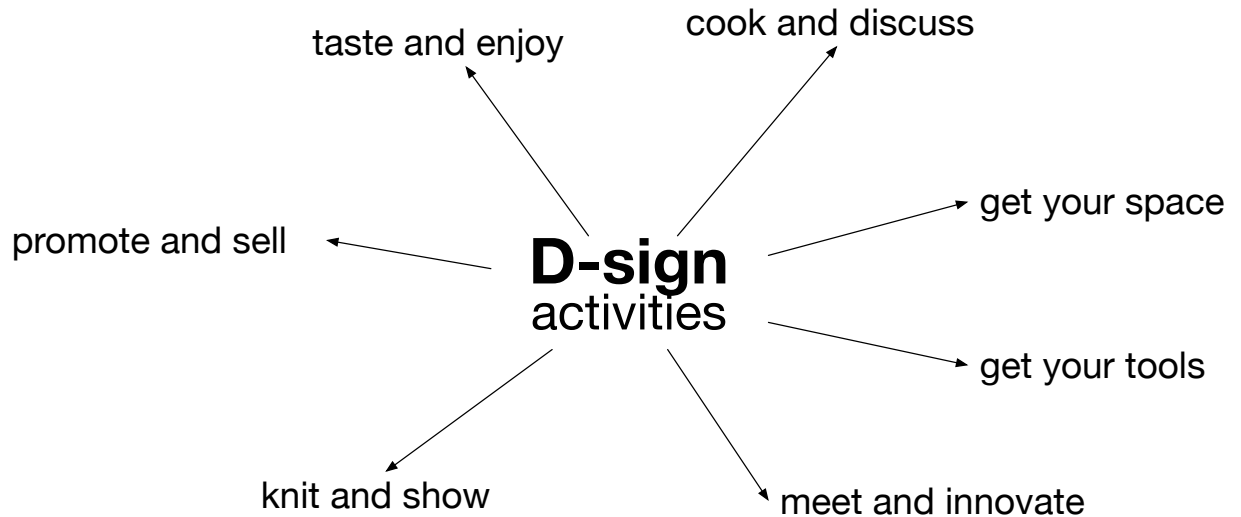 cook and discuss
taste and enjoy
get your space
promote and sell
D-sign
activities
get your tools
knit and show
meet and innovate